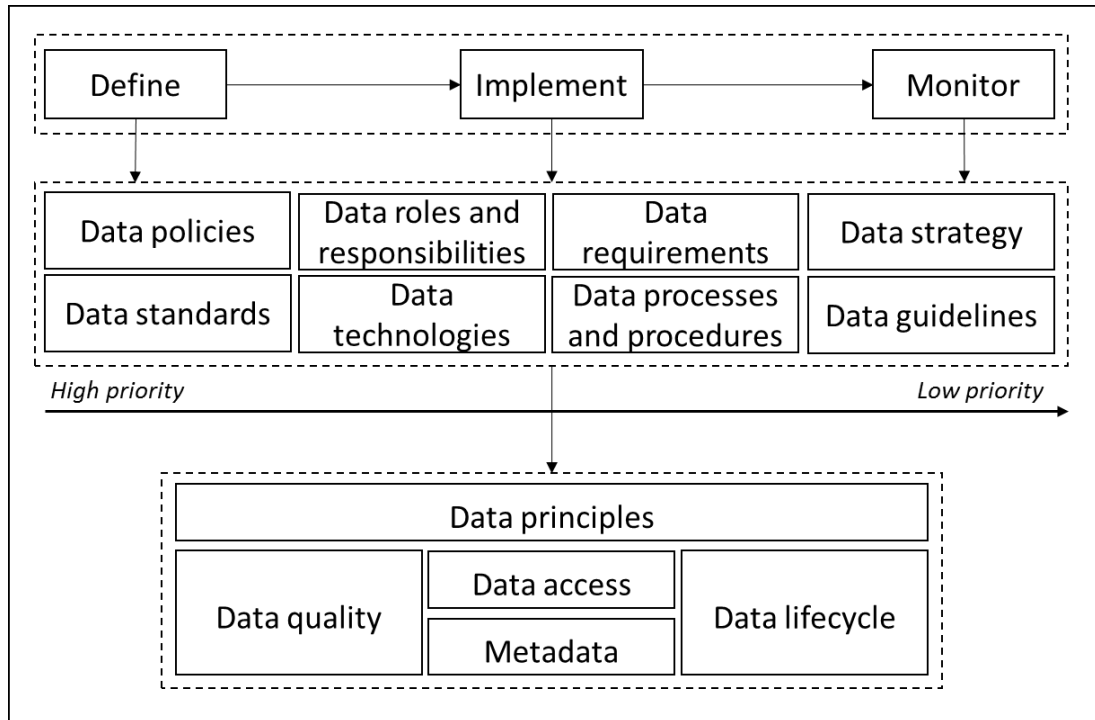 Define
Implement
Monitor
Data policies
Data roles and
responsibilities
Data
requirements
Data strategy
Data standards
Data
technologies
Data processes
and procedures
Data guidelines
High priority
Low priority
Data principles
Data quality
Data access
Metadata
Data lifecycle